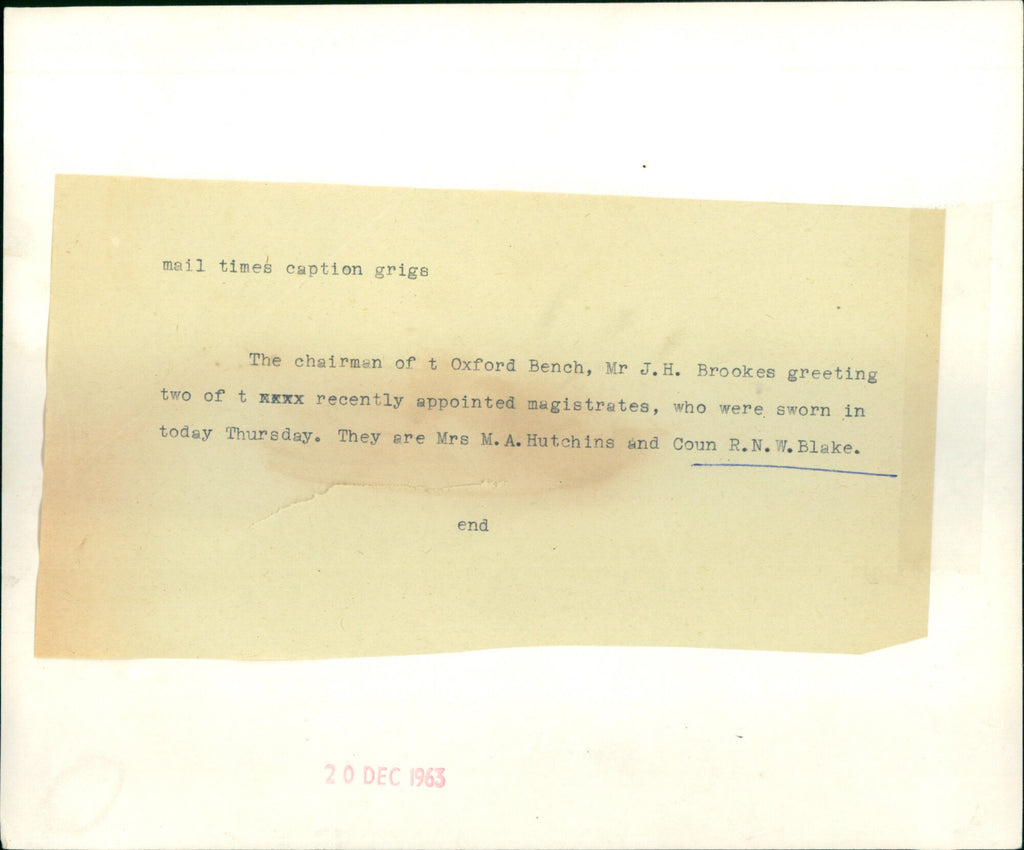 mail times caption grigs
The chairman of t Oxford Bench, Mr J.H. Brookes greeting
two of t xxxx recently appointed magistrates, who were sworn in
today Thursday. They are Mrs M.A.Hutchins and Coun R.N.W.Blake.
end
20 DEC 1963